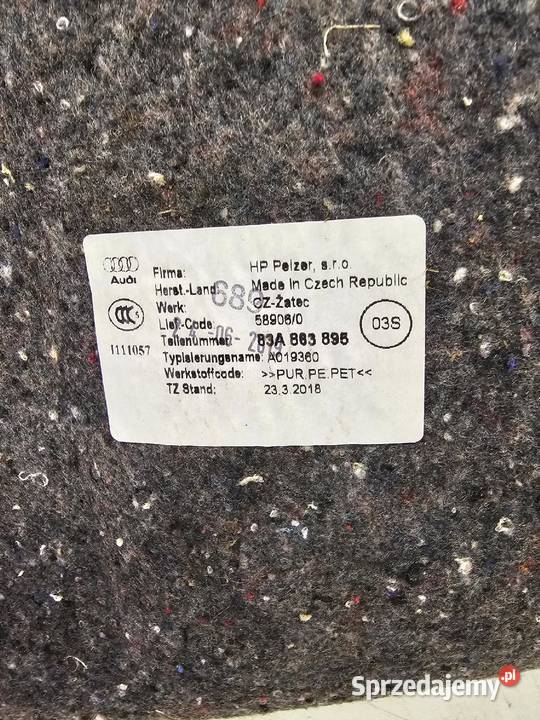 Audi
Firma: HP Pelzer, s.r.o.
Herst.-Land: Made in Czech Republic
689
Werk: CZ-Žatec
Lief.-Code 58906/0
03S
Teilenummer 83A 863 895
1111057
Typisierungsname: A019360
Werkstoffcode: >>PUR.PE.PET<<
TZ Stand: 23.3.2018
Sprzedajemy.pl